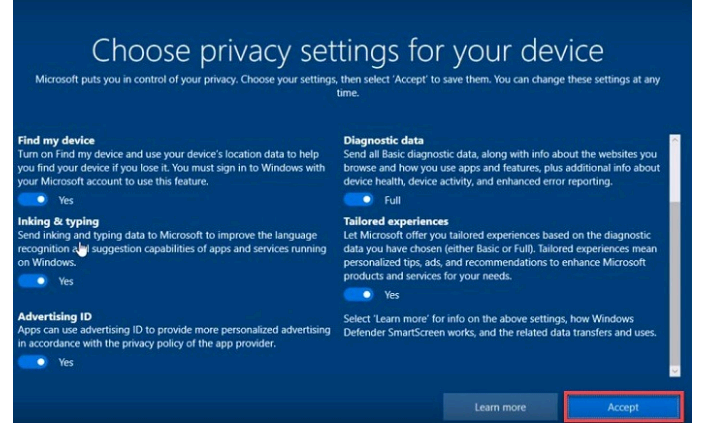 Choose privacy settings for your device
Microsoft puts you in control of your privacy. Choose your settings, then select 'Accept' to save them. You can change these settings at any
time.
Find my device
Turn on Find my device and use your device's location data to help
you find your device if you lose it. You must sign in to Windows with
your Microsoft account to use this feature.
Yes
Inking & typing
Send inking and typing data to Microsoft to improve the language
recognition and suggestion capabilities of apps and services running
on Windows.
Yes
Advertising ID
Apps can use advertising ID to provide more personalized advertising
in accordance with the privacy policy of the app provider.
Yes
Diagnostic data
Send all Basic diagnostic data, along with info about the websites you
browse and how you use apps and features, plus additional info about
device health, device activity, and enhanced error reporting.
Full
Tailored experiences
Let Microsoft offer you tailored experiences based on the diagnostic
data you have chosen (either Basic or Full). Tailored experiences mean
personalized tips, ads, and recommendations to enhance Microsoft
products and services for your needs.
Yes
Select 'Learn more' for info on the above settings, how Windows
Defender SmartScreen works, and the related data transfers and uses.
Learn more
Accept